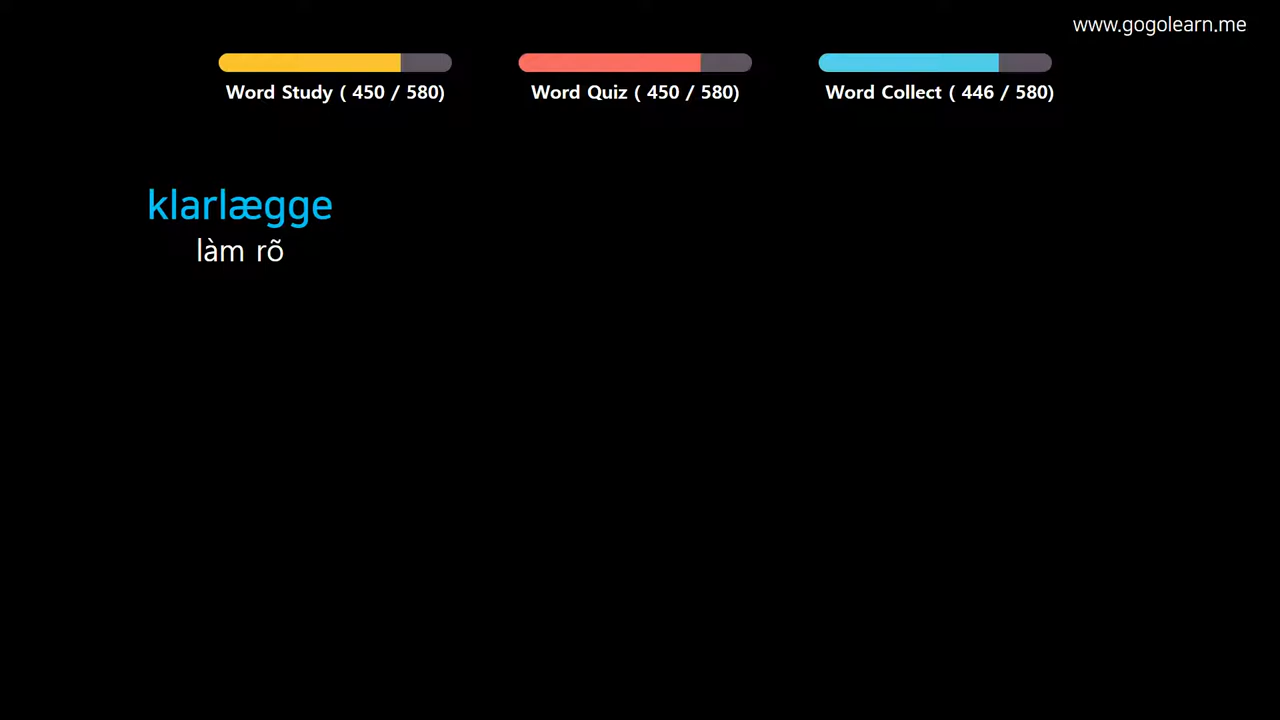 www.gogolearn.me
Word Study ( 450 / 580)
Word Quiz ( 450 / 580)
Word Collect ( 446 / 580)
klarlægge
làm rõ